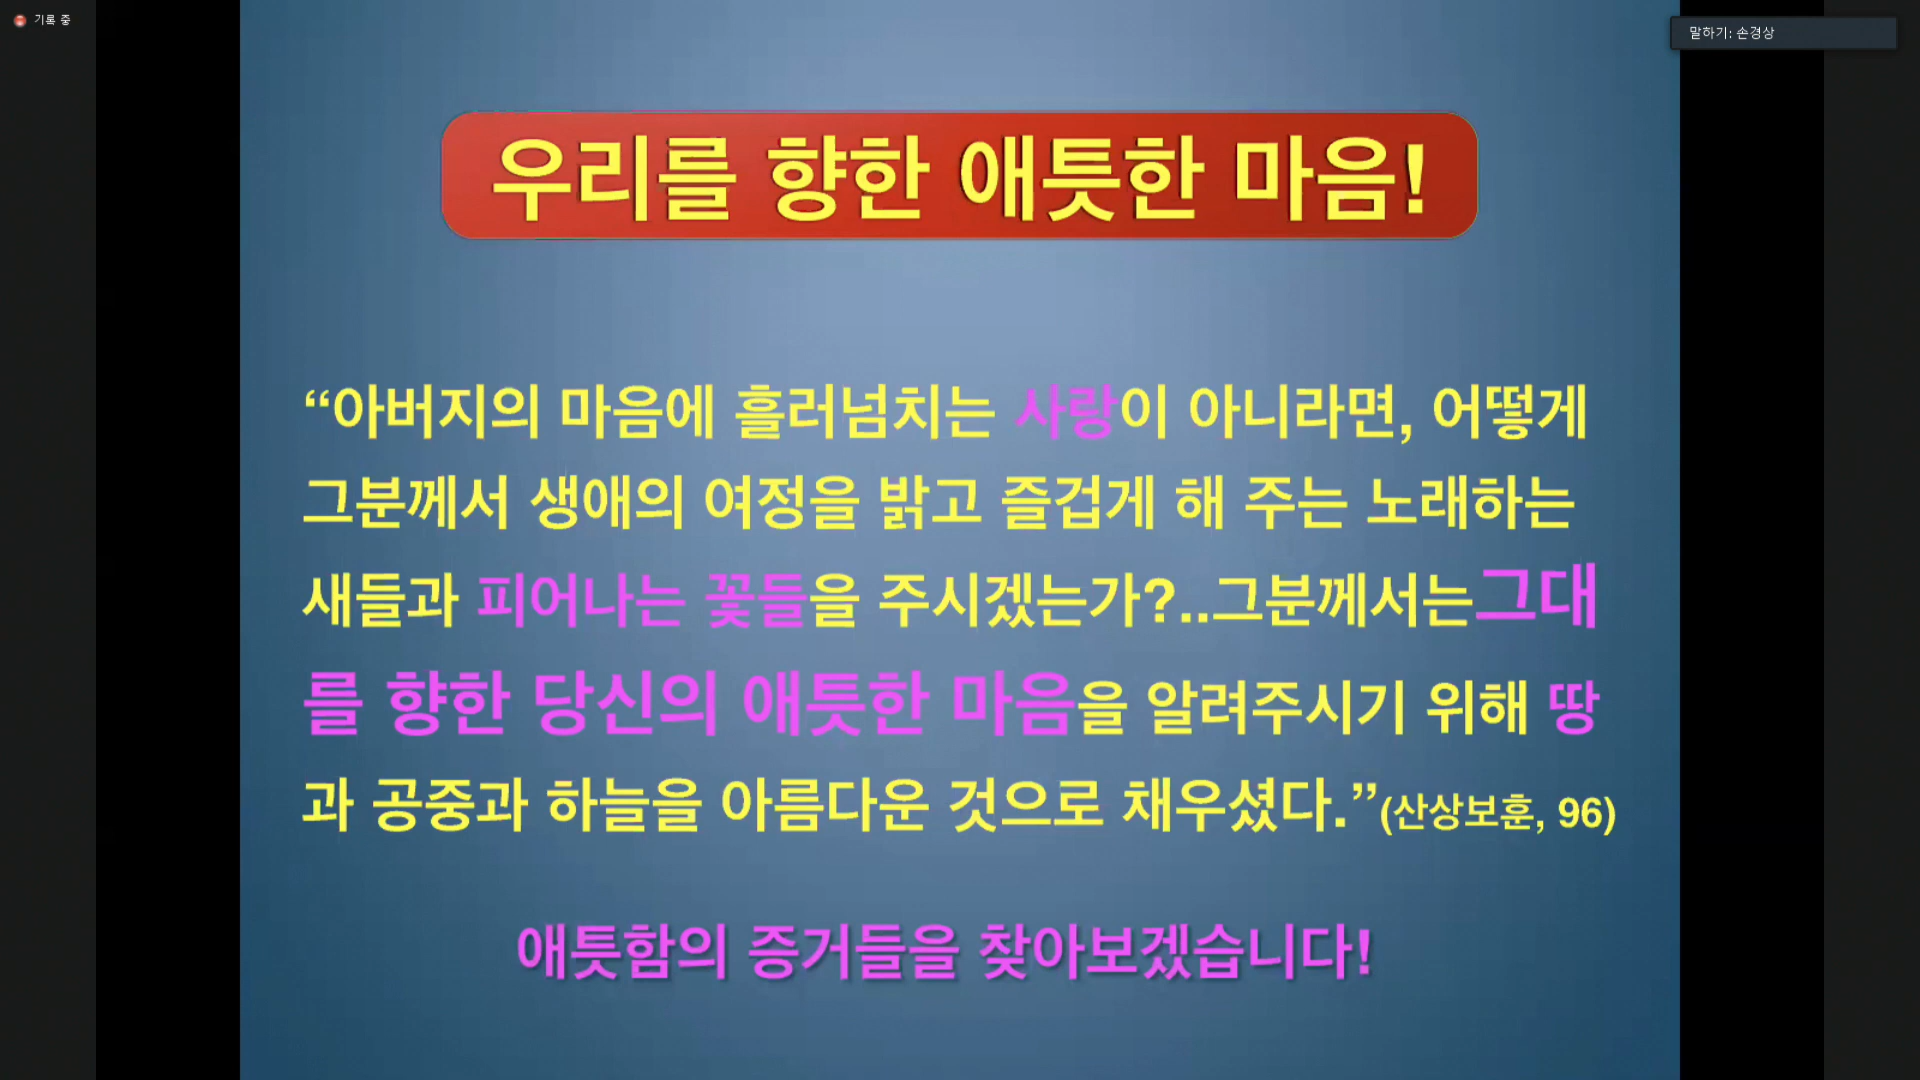 기록 중
말하기: 손경상
우리를 향한 애틋한 마음!
“아버지의 마음에 흘러넘치는 사랑이 아니라면, 어떻게
그분께서 생애의 여정을 밝고 즐겁게 해 주는 노래하는
새들과 피어나는 꽃들을 주시겠는가?..그분께서는그대
를 향한 당신의 애틋한 마음을 알려주시기 위해 땅
과 공중과 하늘을 아름다운 것으로 채우셨다.”(산상보훈, 96)
애틋함의 증거들을 찾아보겠습니다!